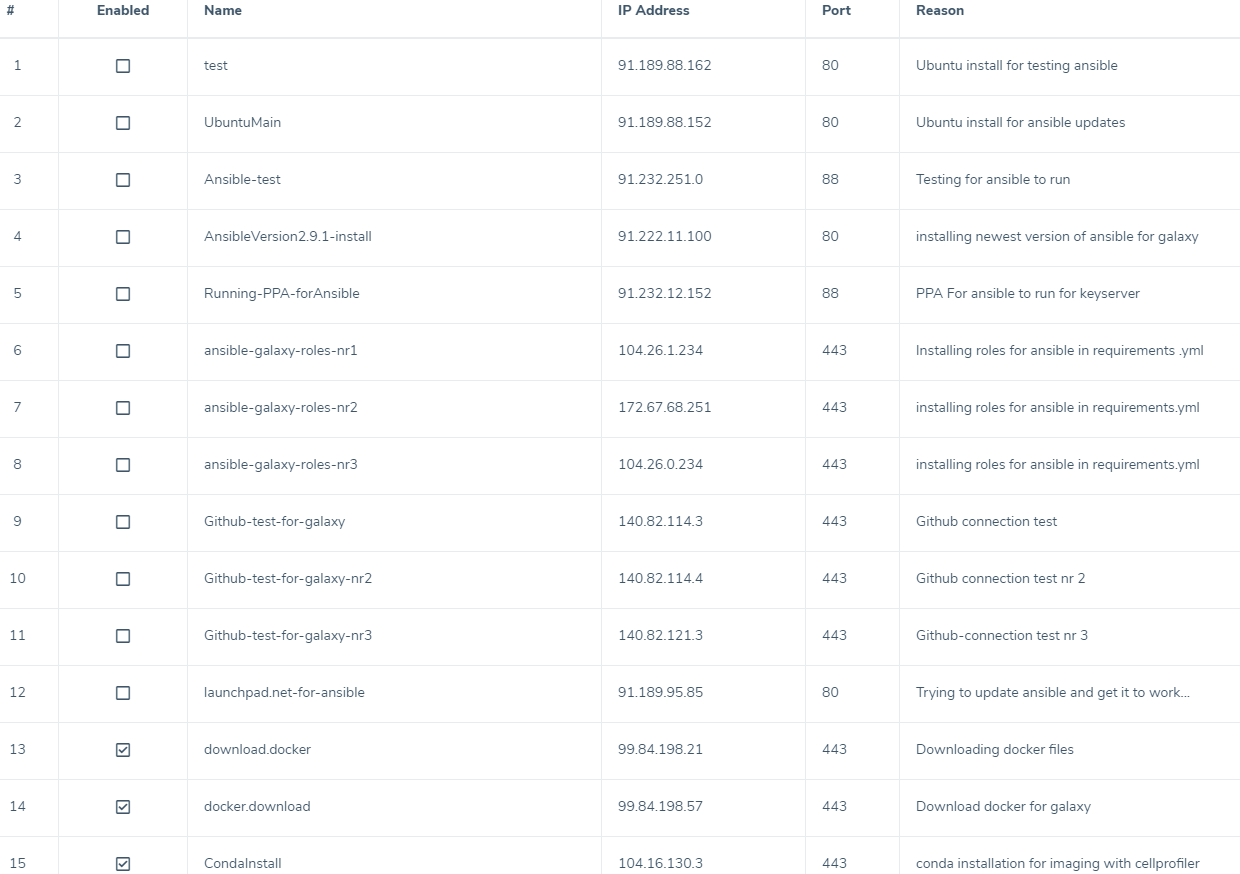 # Enabled Name IP Address Port Reason
1 test 91.189.88.162 80 Ubuntu install for testing ansible
2 UbuntuMain 91.189.88.152 80 Ubuntu install for ansible updates
3 Ansible-test 91.232.251.0 88 Testing for ansible to run
4 AnsibleVersion2.9.1-install 91.222.11.100 80 installing newest version of ansible for galaxy
5 Running-PPA-forAnsible 91.232.12.152 88 PPA For ansible to run for keyserver
6 ansible-galaxy-roles-nr1 104.26.1.234 443 Installing roles for ansible in requirements .yml
7 ansible-galaxy-roles-nr2 172.67.68.251 443 installing roles for ansible in requirements.yml
8 ansible-galaxy-roles-nr3 104.26.0.234 443 installing roles for ansible in requirements.yml
9 Github-test-for-galaxy 140.82.114.3 443 Github connection test
10 Github-test-for-galaxy-nr2 140.82.114.4 443 Github connection test nr 2
11 Github-test-for-galaxy-nr3 140.82.121.3 443 Github-connection test nr 3
12 launchpad.net-for-ansible 91.189.95.85 80 Trying to update ansible and get it to work...
13 download.docker 99.84.198.21 443 Downloading docker files
14 docker.download 99.84.198.57 443 Download docker for galaxy
15 CondaInstall 104.16.130.3 443 conda installation for imaging with cellprofiler